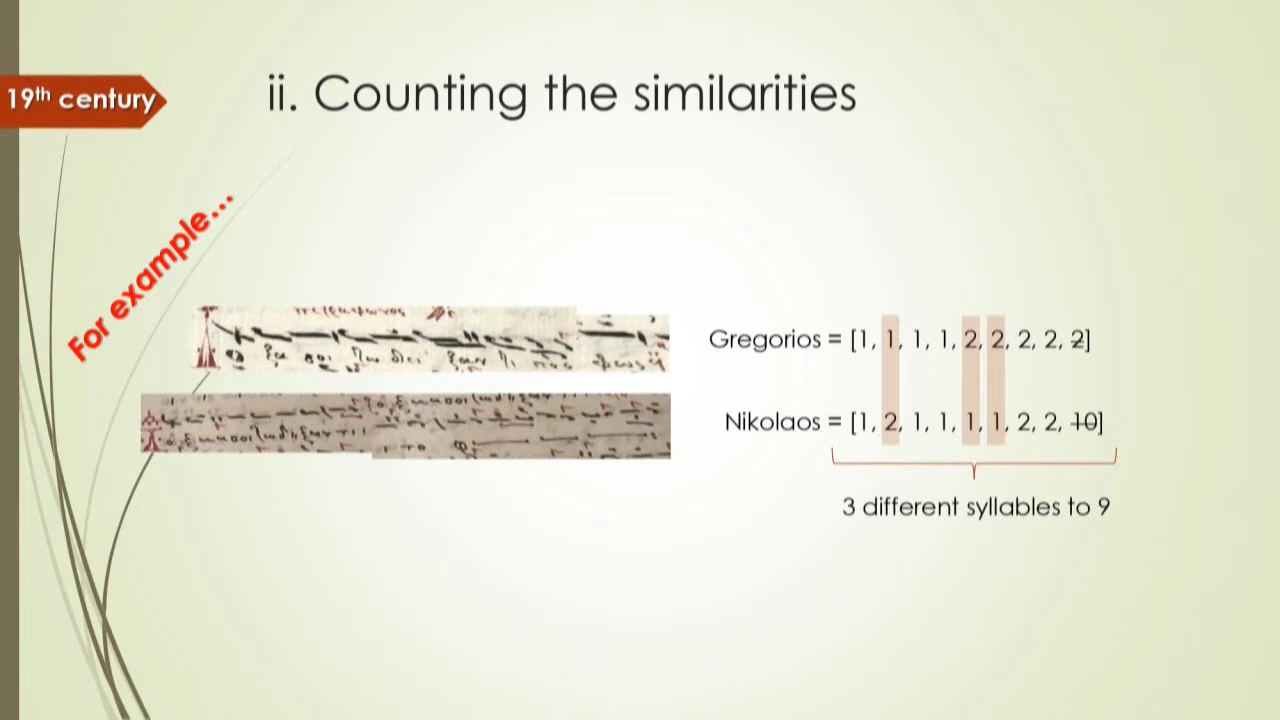 19th century
ii. Counting the similarities
For example...
Gregorios = [1, 1, 1, 1, 2, 2, 2, 2, 2]
Nikolaos = [1, 2, 1, 1, 1, 1, 2, 2, 10]
3 different syllables to 9